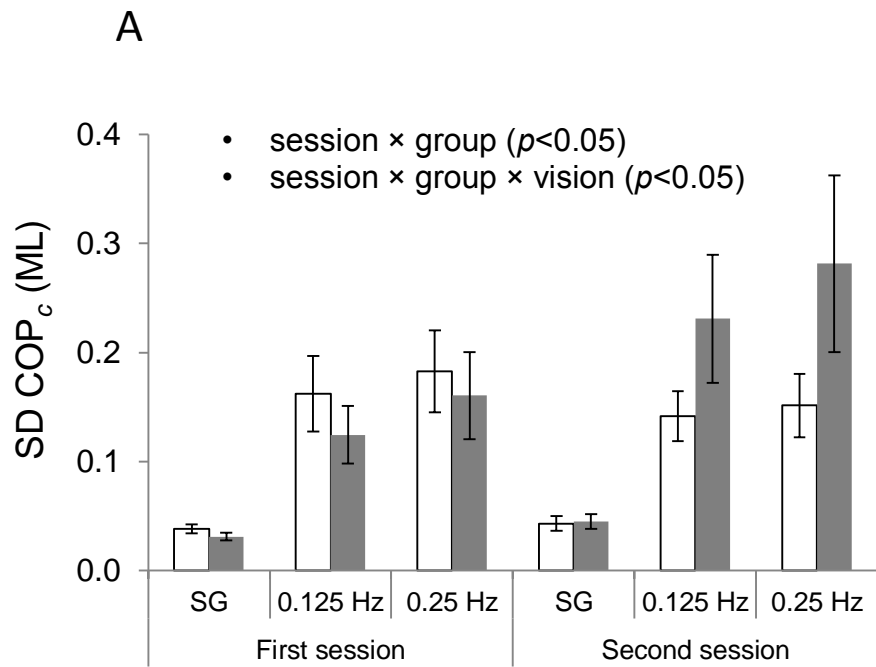 A
• session × group (p<0.05)
• session × group × vision (p<0.05)
SD COPc (ML)
0.4
0.3
0.2
0.1
0.0
SG 0.125 Hz 0.25 Hz SG 0.125 Hz 0.25 Hz
First session Second session